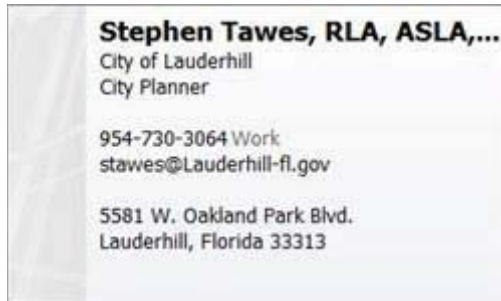 Stephen Tawes, RLA, ASLA,...
City of Lauderhill
City Planner
954-730-3064 Work
stawes@Lauderhill-fl.gov
5581 W. Oakland Park Blvd.
Lauderhill, Florida 33313